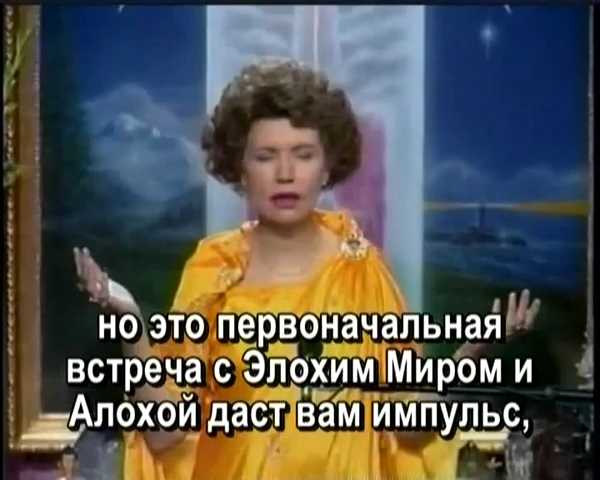 но это первоначальная
встреча с Элохим Миром и
Алохой даст вам импульс,